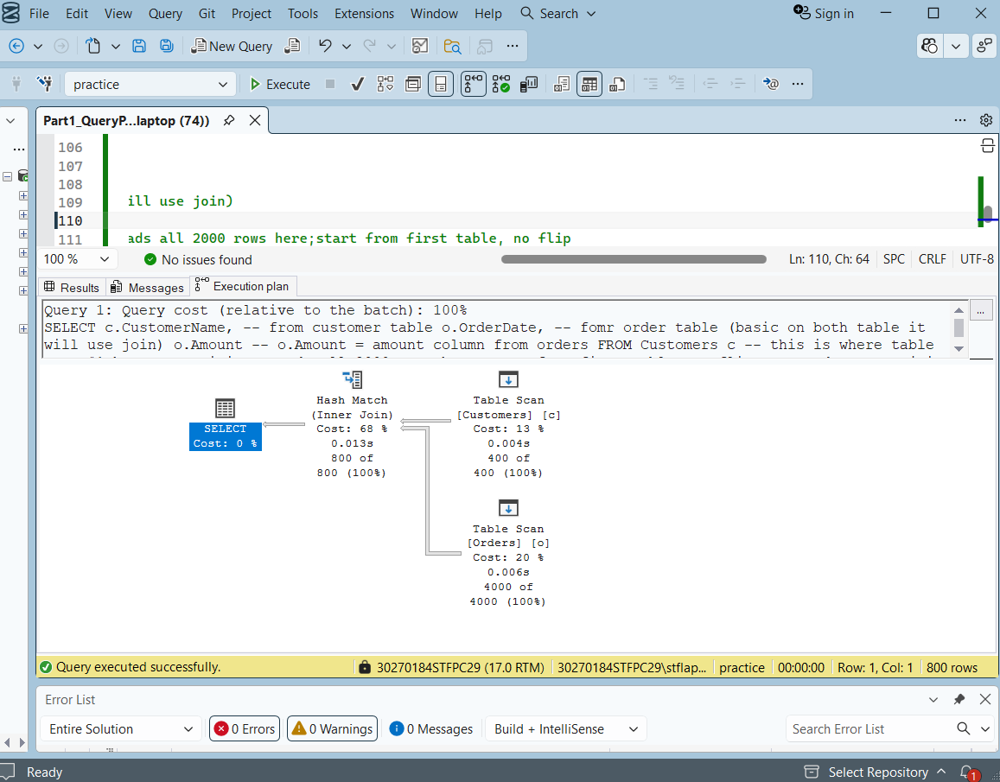 File Edit View Query Git Project Tools Extensions Window Help Search Sign in
New Query
practice Execute
Part1_QueryP...laptop (74))
106
107
108
109 ill use join)
110
111 ads all 2000 rows here;start from first table, no flip
100 % No issues found Ln: 110, Ch: 64 SPC CRLF UTF-8
Results Messages Execution plan
Query 1: Query cost (relative to the batch): 100%
SELECT c.CustomerName, -- from customer table o.OrderDate, -- fomr order table (basic on both table it
will use join) o.Amount -- o.Amount = amount column from orders FROM Customers c -- this is where table
SELECT
Cost: 0 %
Hash Match
(Inner Join)
Cost: 68 %
0.013s
800 of
800 (100%)
Table Scan
[Customers] [c]
Cost: 13 %
0.004s
400 of
400 (100%)
Table Scan
[Orders] [o]
Cost: 20 %
0.006s
4000 of
4000 (100%)
Query executed successfully. 30270184STFPC29 (17.0 RTM) 30270184STFPC29\stflap... practice 00:00:00 Row: 1, Col: 1 800 rows
Error List
Entire Solution 0 Errors 0 Warnings 0 Messages Build + IntelliSense Search Error List
Ready Select Repository 1